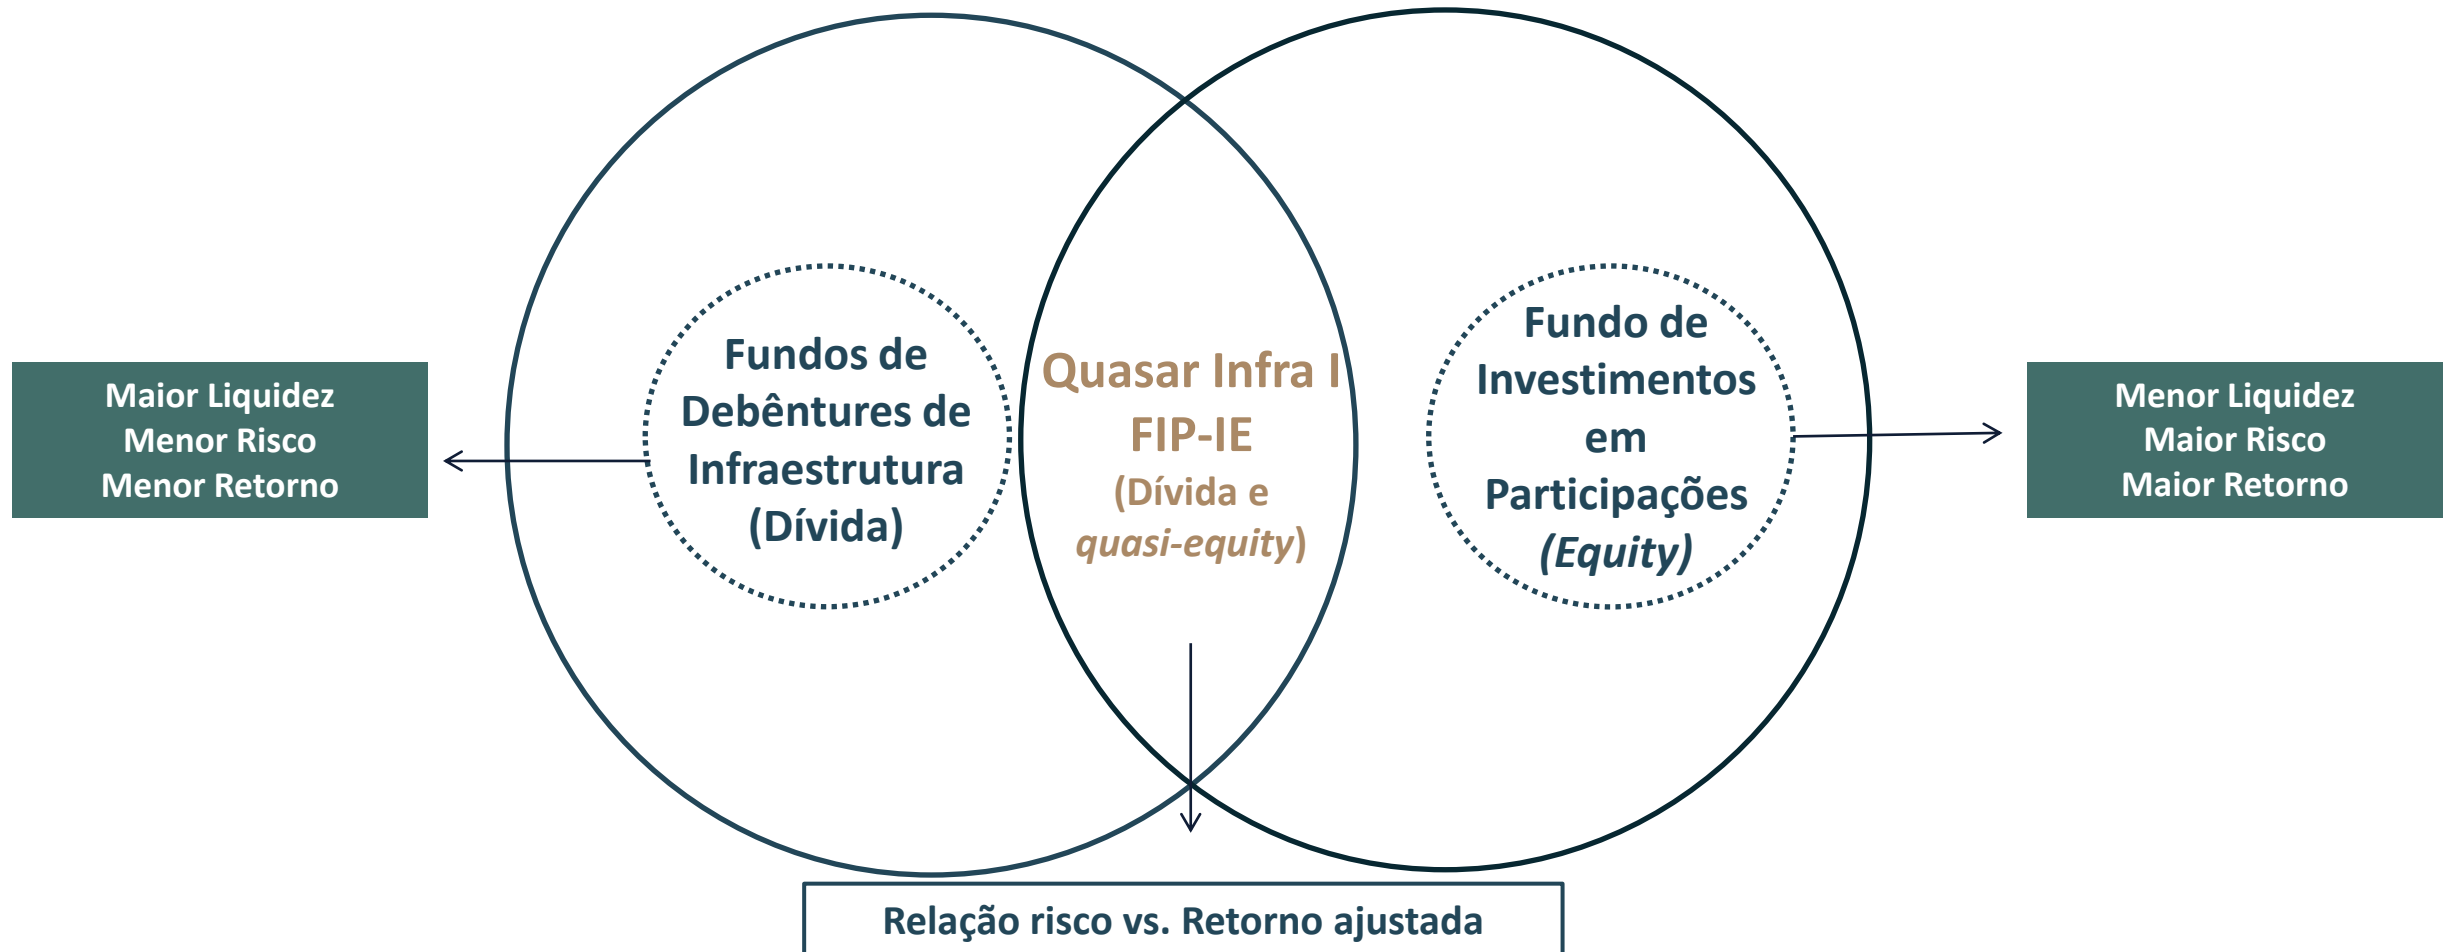 Maior Liquidez
Menor Risco
Menor Retorno
Fundos de
Debêntures de
Infraestrutura
(Dívida)
Quasar Infra I
FIP-IE
(Dívida e
quasi-equity)
Fundo de
Investimentos
em
Participações
(Equity)
Menor Liquidez
Maior Risco
Maior Retorno
Relação risco vs. Retorno ajustada